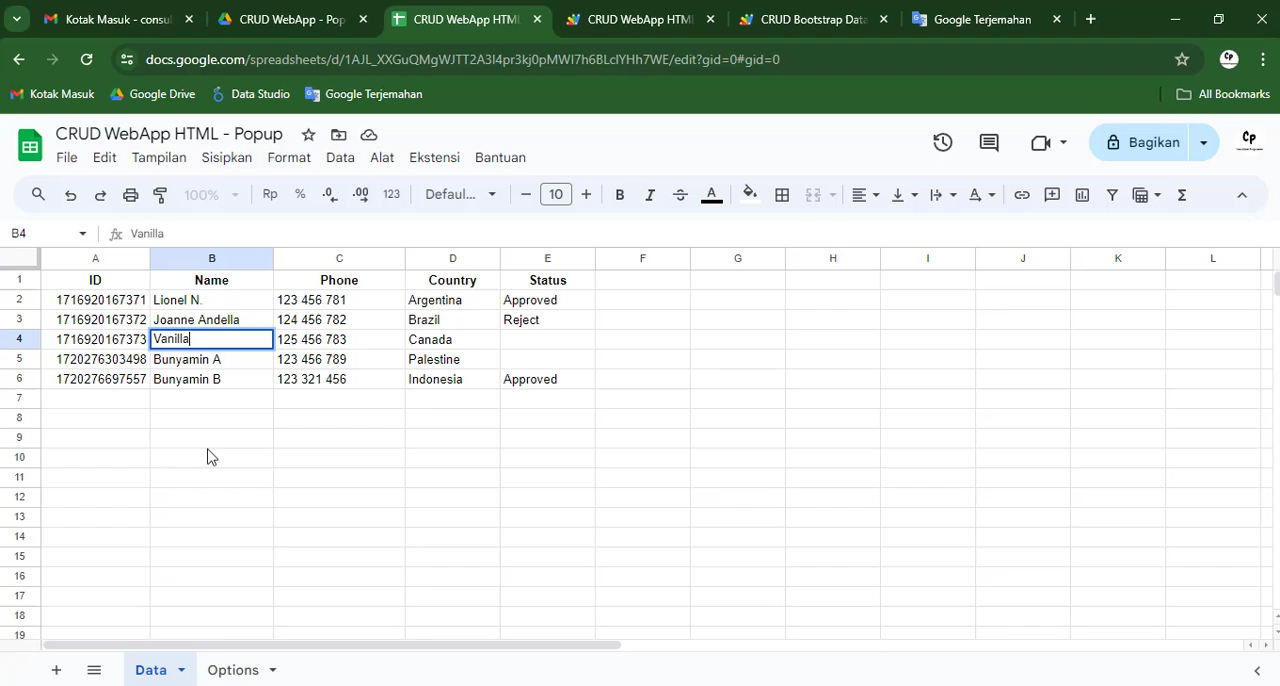 Kotak Masuk - consul
CRUD WebApp - Pop
CRUD WebApp HTML
CRUD WebApp HTML
CRUD Bootstrap Data
Google Terjemahan
docs.google.com/spreadsheets/d/1AJL_XXGuQMgWJTT2A3I4pr3kj0pMWI7h6BLclYHh7WE/edit?gid=0#gid=0
Kotak Masuk
Google Drive
Data Studio
Google Terjemahan
All Bookmarks
CRUD WebApp HTML - Popup
Bagikan
Cp
File Edit Tampilan Sisipkan Format Data Alat Ekstensi Bantuan
100% Rp % .0 .00 123 Defaul... 10 B I A
B4 fx Vanilla
A B C D E F G H I J K L
1 ID Name Phone Country Status
2 1716920167371 Lionel N. 123 456 781 Argentina Approved
3 1716920167372 Joanne Andella 124 456 782 Brazil Reject
4 1716920167373 Vanilla 125 456 783 Canada
5 1720276303498 Bunyamin A 123 456 789 Palestine
6 1720276697557 Bunyamin B 123 321 456 Indonesia Approved
7
8
9
10
11
12
13
14
15
16
17
18
19
Data Options